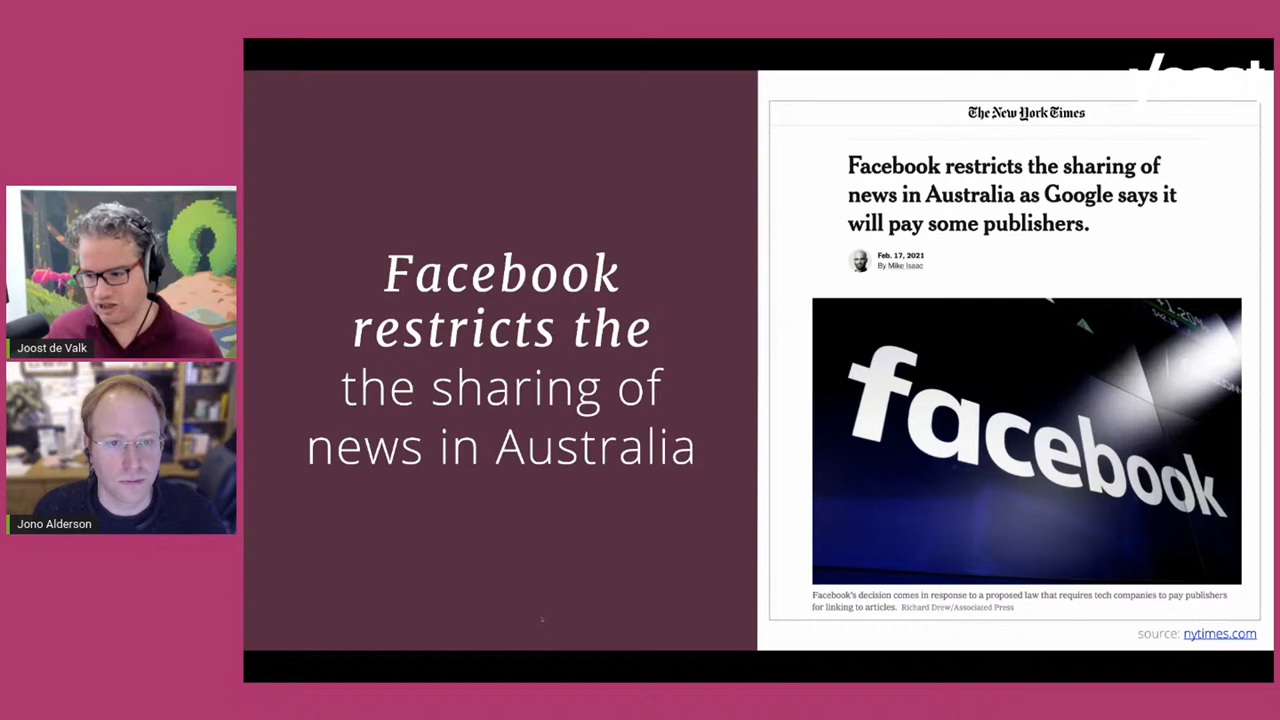 yoast
Facebook
restricts the
the sharing of
news in Australia
The New York Times
Facebook restricts the sharing of
news in Australia as Google says it
will pay some publishers.
Feb. 17, 2021
By Mike Isaac
facebook
Facebook's decision comes in response to a proposed law that requires tech companies to pay publishers
for linking to articles. Richard Drew/Associated Press
source: nytimes.com
Joost de Valk
Jono Alderson